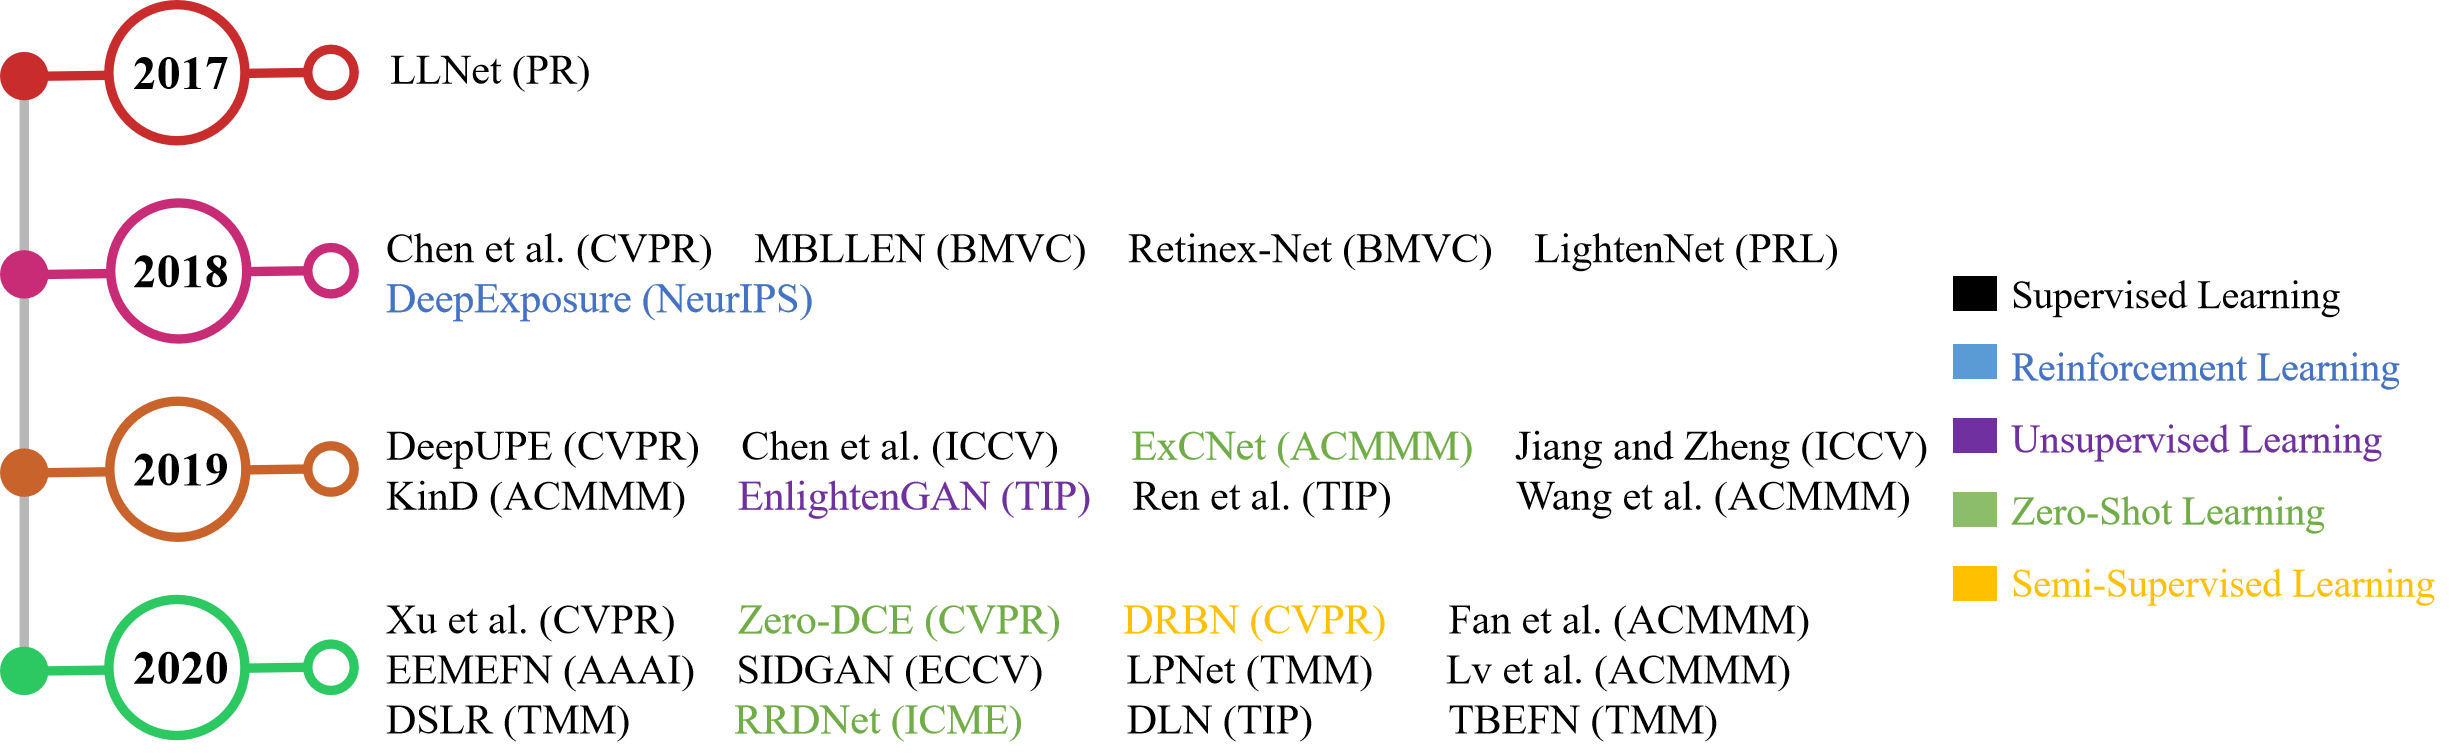 2017
LLNet (PR)
2018
Chen et al. (CVPR) MBLLEN (BMVC) Retinex-Net (BMVC) LightenNet (PRL)
DeepExposure (NeurIPS)
2019
DeepUPE (CVPR) Chen et al. (ICCV) ExCNet (ACMMM) Jiang and Zheng (ICCV)
KinD (ACMMM) EnlightenGAN (TIP) Ren et al. (TIP) Wang et al. (ACMMM)
2020
Xu et al. (CVPR) Zero-DCE (CVPR) DRBN (CVPR) Fan et al. (ACMMM)
EEMEFN (AAAI) SIDGAN (ECCV) LPNet (TMM) Lv et al. (ACMMM)
DSLR (TMM) RRDNet (ICME) DLN (TIP) TBEFN (TMM)
Supervised Learning
Reinforcement Learning
Unsupervised Learning
Zero-Shot Learning
Semi-Supervised Learning